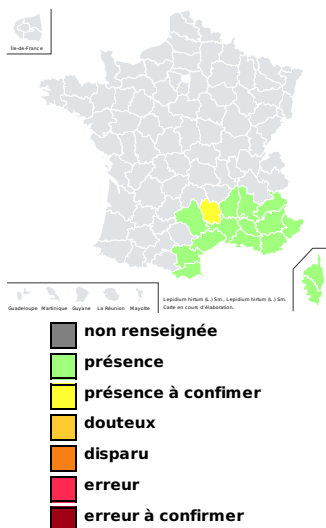 Île-de-France
Guadeloupe Martinique Guyane La Réunion Mayotte
Lepidium hirtum (L.) Sm., Lepidium hirtum (L.) Sm.
Carte en cours d'élaboration.
non renseignée
présence
présence à confimer
douteux
disparu
erreur
erreur à confirmer